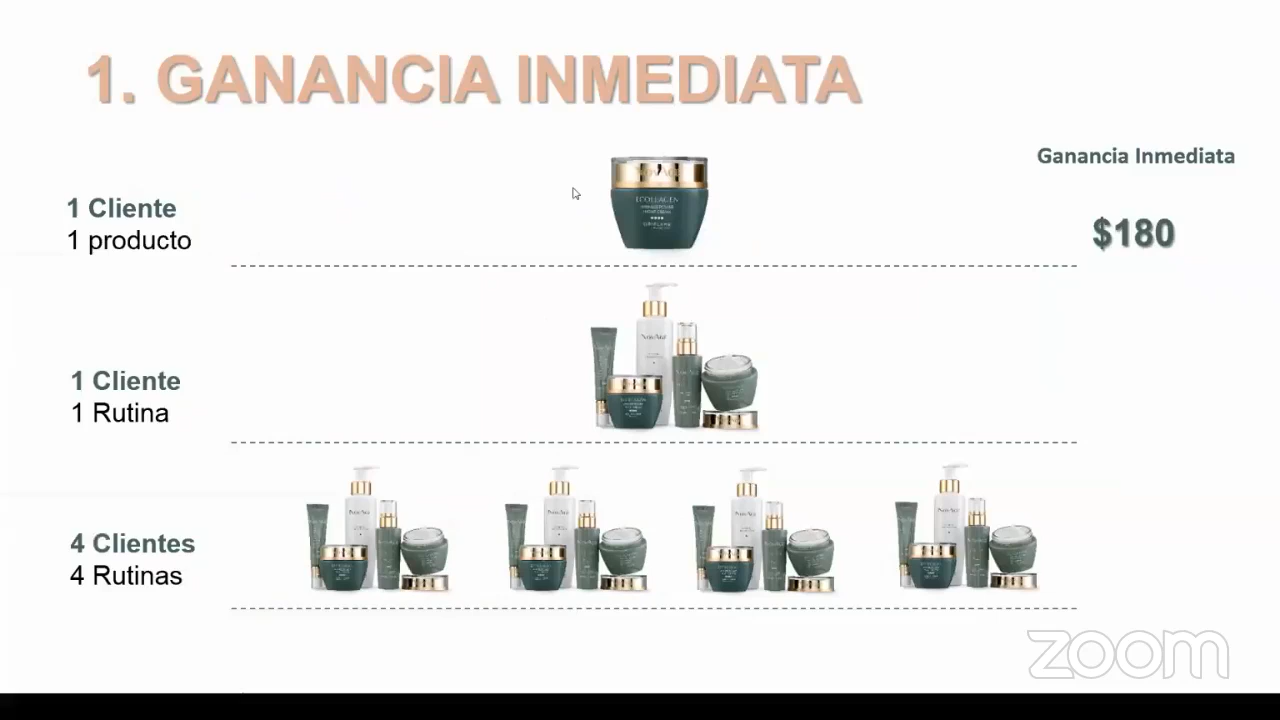 1. GANANCIA INMEDIATA
Ganancia Inmediata
1 Cliente
1 producto
$180
ECOLLAGEN
1 Cliente
1 Rutina
4 Clientes
4 Rutinas
zoom